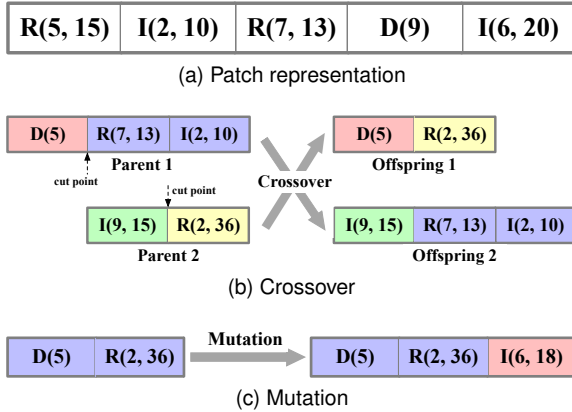 R(5, 15) I(2, 10) R(7, 13) D(9) I(6, 20)
(a) Patch representation
D(5) R(7, 13) I(2, 10) D(5) R(2, 36)
Parent 1 Offspring 1
cut point cut point Crossover
I(9, 15) R(2, 36) I(9, 15) R(7, 13) I(2, 10)
Parent 2 Offspring 2
(b) Crossover
Mutation
D(5) R(2, 36) D(5) R(2, 36) I(6, 18)
(c) Mutation